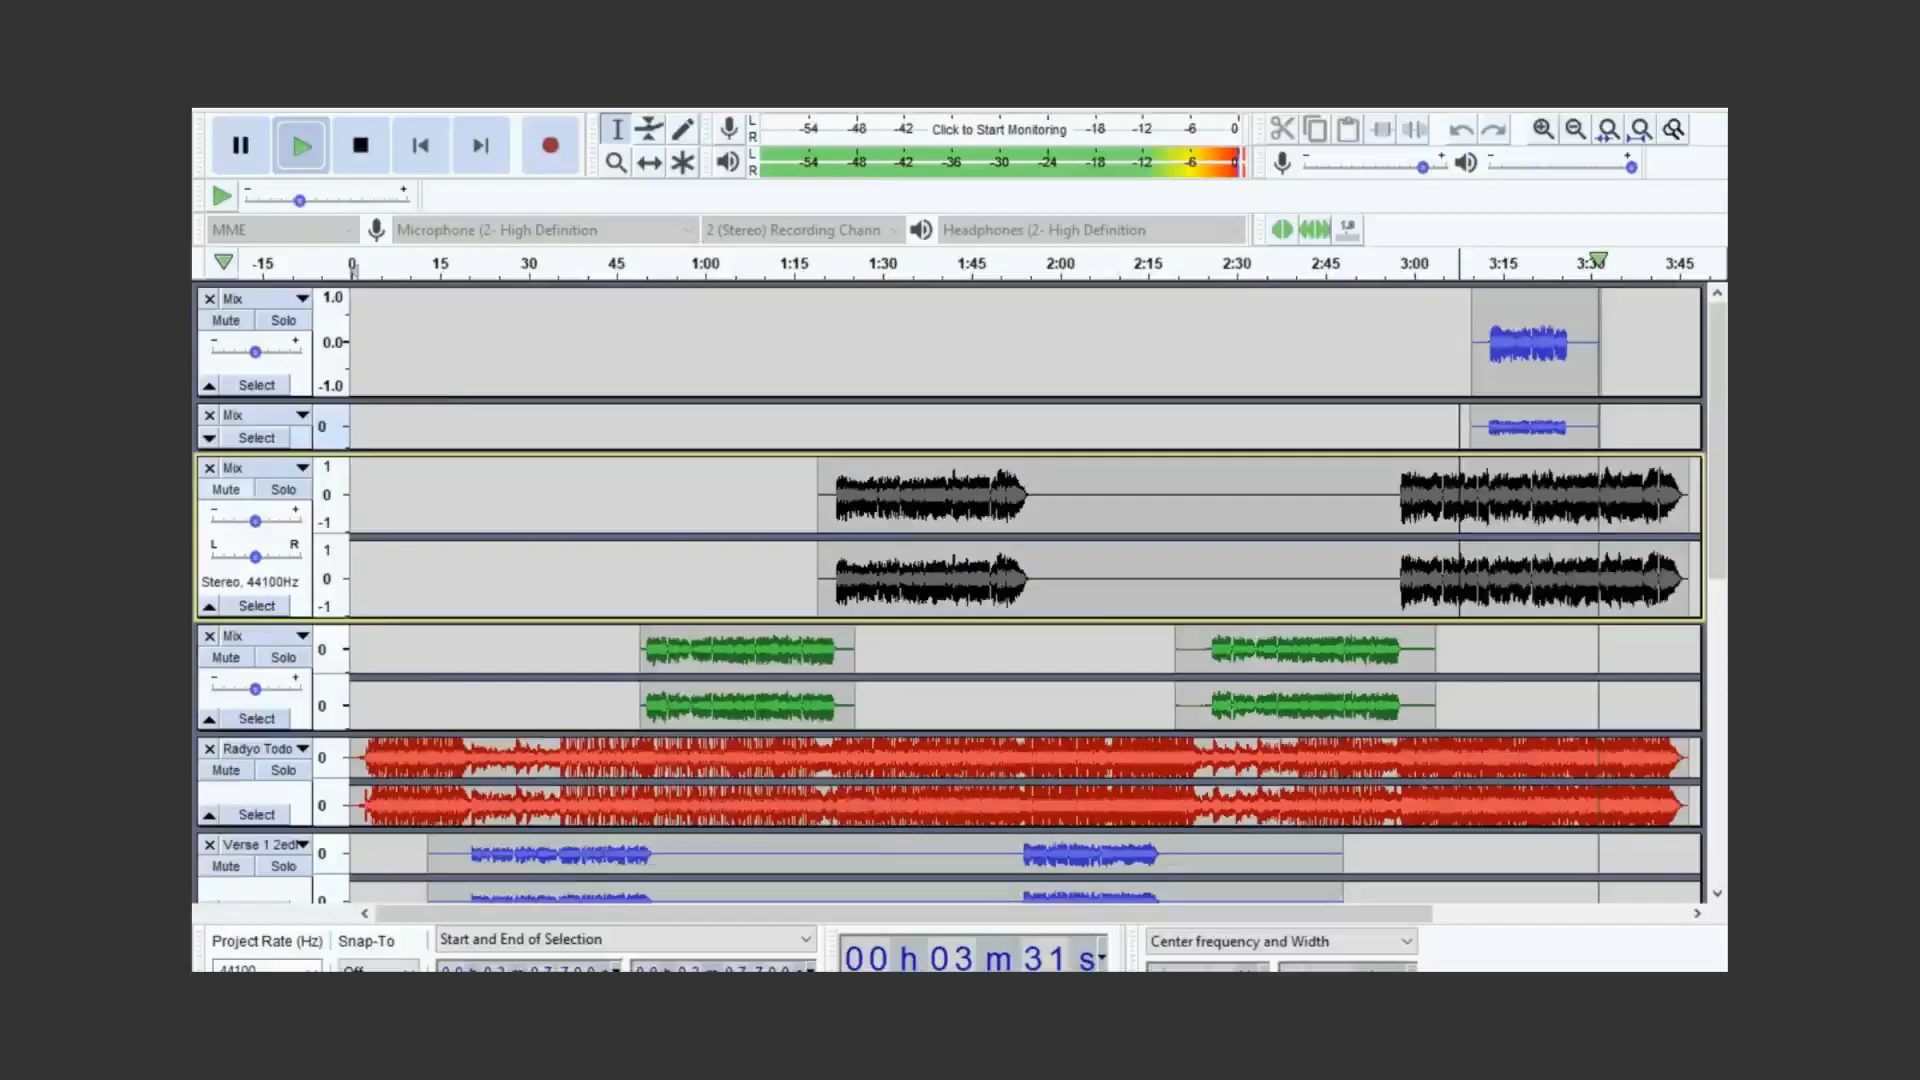 L
R
-54 -48 -42 Click to Start Monitoring -18 -12 -6 0
L
R
-54 -48 -42 -36 -30 -24 -18 -12 -6 0
- +
- +
- +
MME Microphone (2- High Definition 2 (Stereo) Recording Chann Headphones (2- High Definition
-15 0 15 30 45 1:00 1:15 1:30 1:45 2:00 2:15 2:30 2:45 3:00 3:15 3:45
Mix 1.0
Mute Solo
- + 0.0
Select -1.0
Mix
Select 0
Mix 1
Mute Solo 0
- + -1
L R 1
Stereo, 44100Hz 0
Select -1
Mix
Mute Solo 0
- +
Select 0
Radyo Todo 0
Mute Solo
Select 0
Verse 1 2edi 0
Mute Solo
0
Project Rate (Hz) Snap-To Start and End of Selection 00 h 03 m 31 s Center frequency and Width
44100 Off